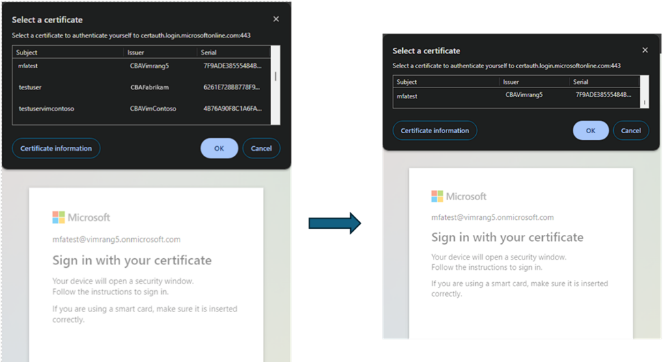 Select a certificate
Select a certificate to authenticate yourself to certauth.login.microsoftonline.com:443
Subject Issuer Serial
mfatest CBAVimrang5 7F9ADE385554848...
testuser CBAFabrikam 6261E728B8778F9...
testuservimcontoso CBAVimContoso 4876A90F8C1A6FA...
Certificate information OK Cancel
Microsoft
mfatest@vimrang5.onmicrosoft.com
Sign in with your certificate
Your device will open a security window.
Follow the instructions to sign in.
If you are using a smart card, make sure it is inserted
correctly.
Select a certificate
Select a certificate to authenticate yourself to certauth.login.microsoftonline.com:443
Subject Issuer Serial
mfatest CBAVimrang5 7F9ADE385554848...
Certificate information OK Cancel
Microsoft
mfatest@vimrang5.onmicrosoft.com
Sign in with your certificate
Your device will open a security window.
Follow the instructions to sign in.
If you are using a smart card, make sure it is inserted
correctly.